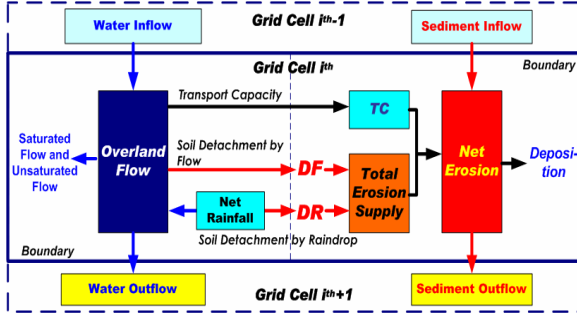 Grid Cell ith-1
Water Inflow
Sediment Inflow
Grid Cell ith
Boundary
Transport Capacity
TC
Saturated
Flow and
Unsaturated
Flow
Overland
Flow
Soil Detachment by
Flow
DF
Total
Erosion
Supply
Net
Erosion
Deposi-
tion
Net
Rainfall
DR
Soil Detachment by Raindrop
Boundary
Water Outflow
Sediment Outflow
Grid Cell ith+1